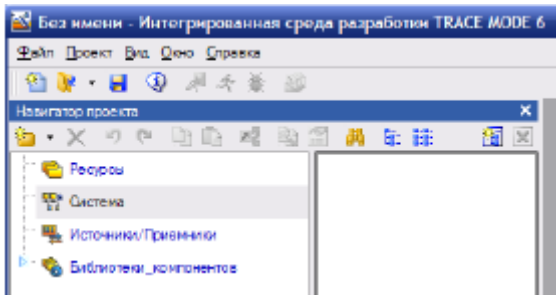 Без имени - Интегрированная среда разработки TRACE MODE 6
Файл Проект Вид Окно Справка
Навигатор проекта
Ресурсы
Система
Источники/Приемники
Библиотеки_компонентов